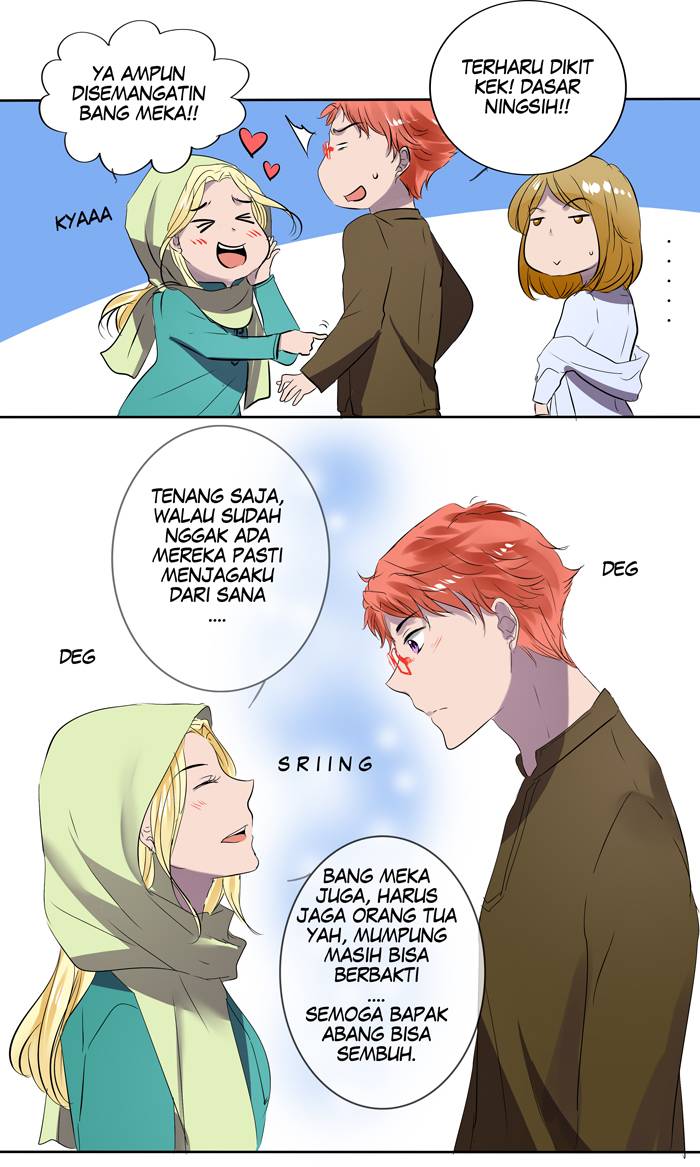 YA AMPUN
DISEMANGATIN
BANG MEKA!!
TERHARU DIKIT
KEK! DASAR
NINGSIH!!
KYAAA
......
TENANG SAJA,
WALAU SUDAH
NGGAK ADA
MEREKA PASTI
MENJAGAKU
DARI SANA
....
DEG
DEG
SRIING
BANG MEKA
JUGA, HARUS
JAGA ORANG TUA
YAH, MUMPUNG
MASIH BISA
BERBAKTI
....
SEMOGA BAPAK
ABANG BISA
SEMBUH.